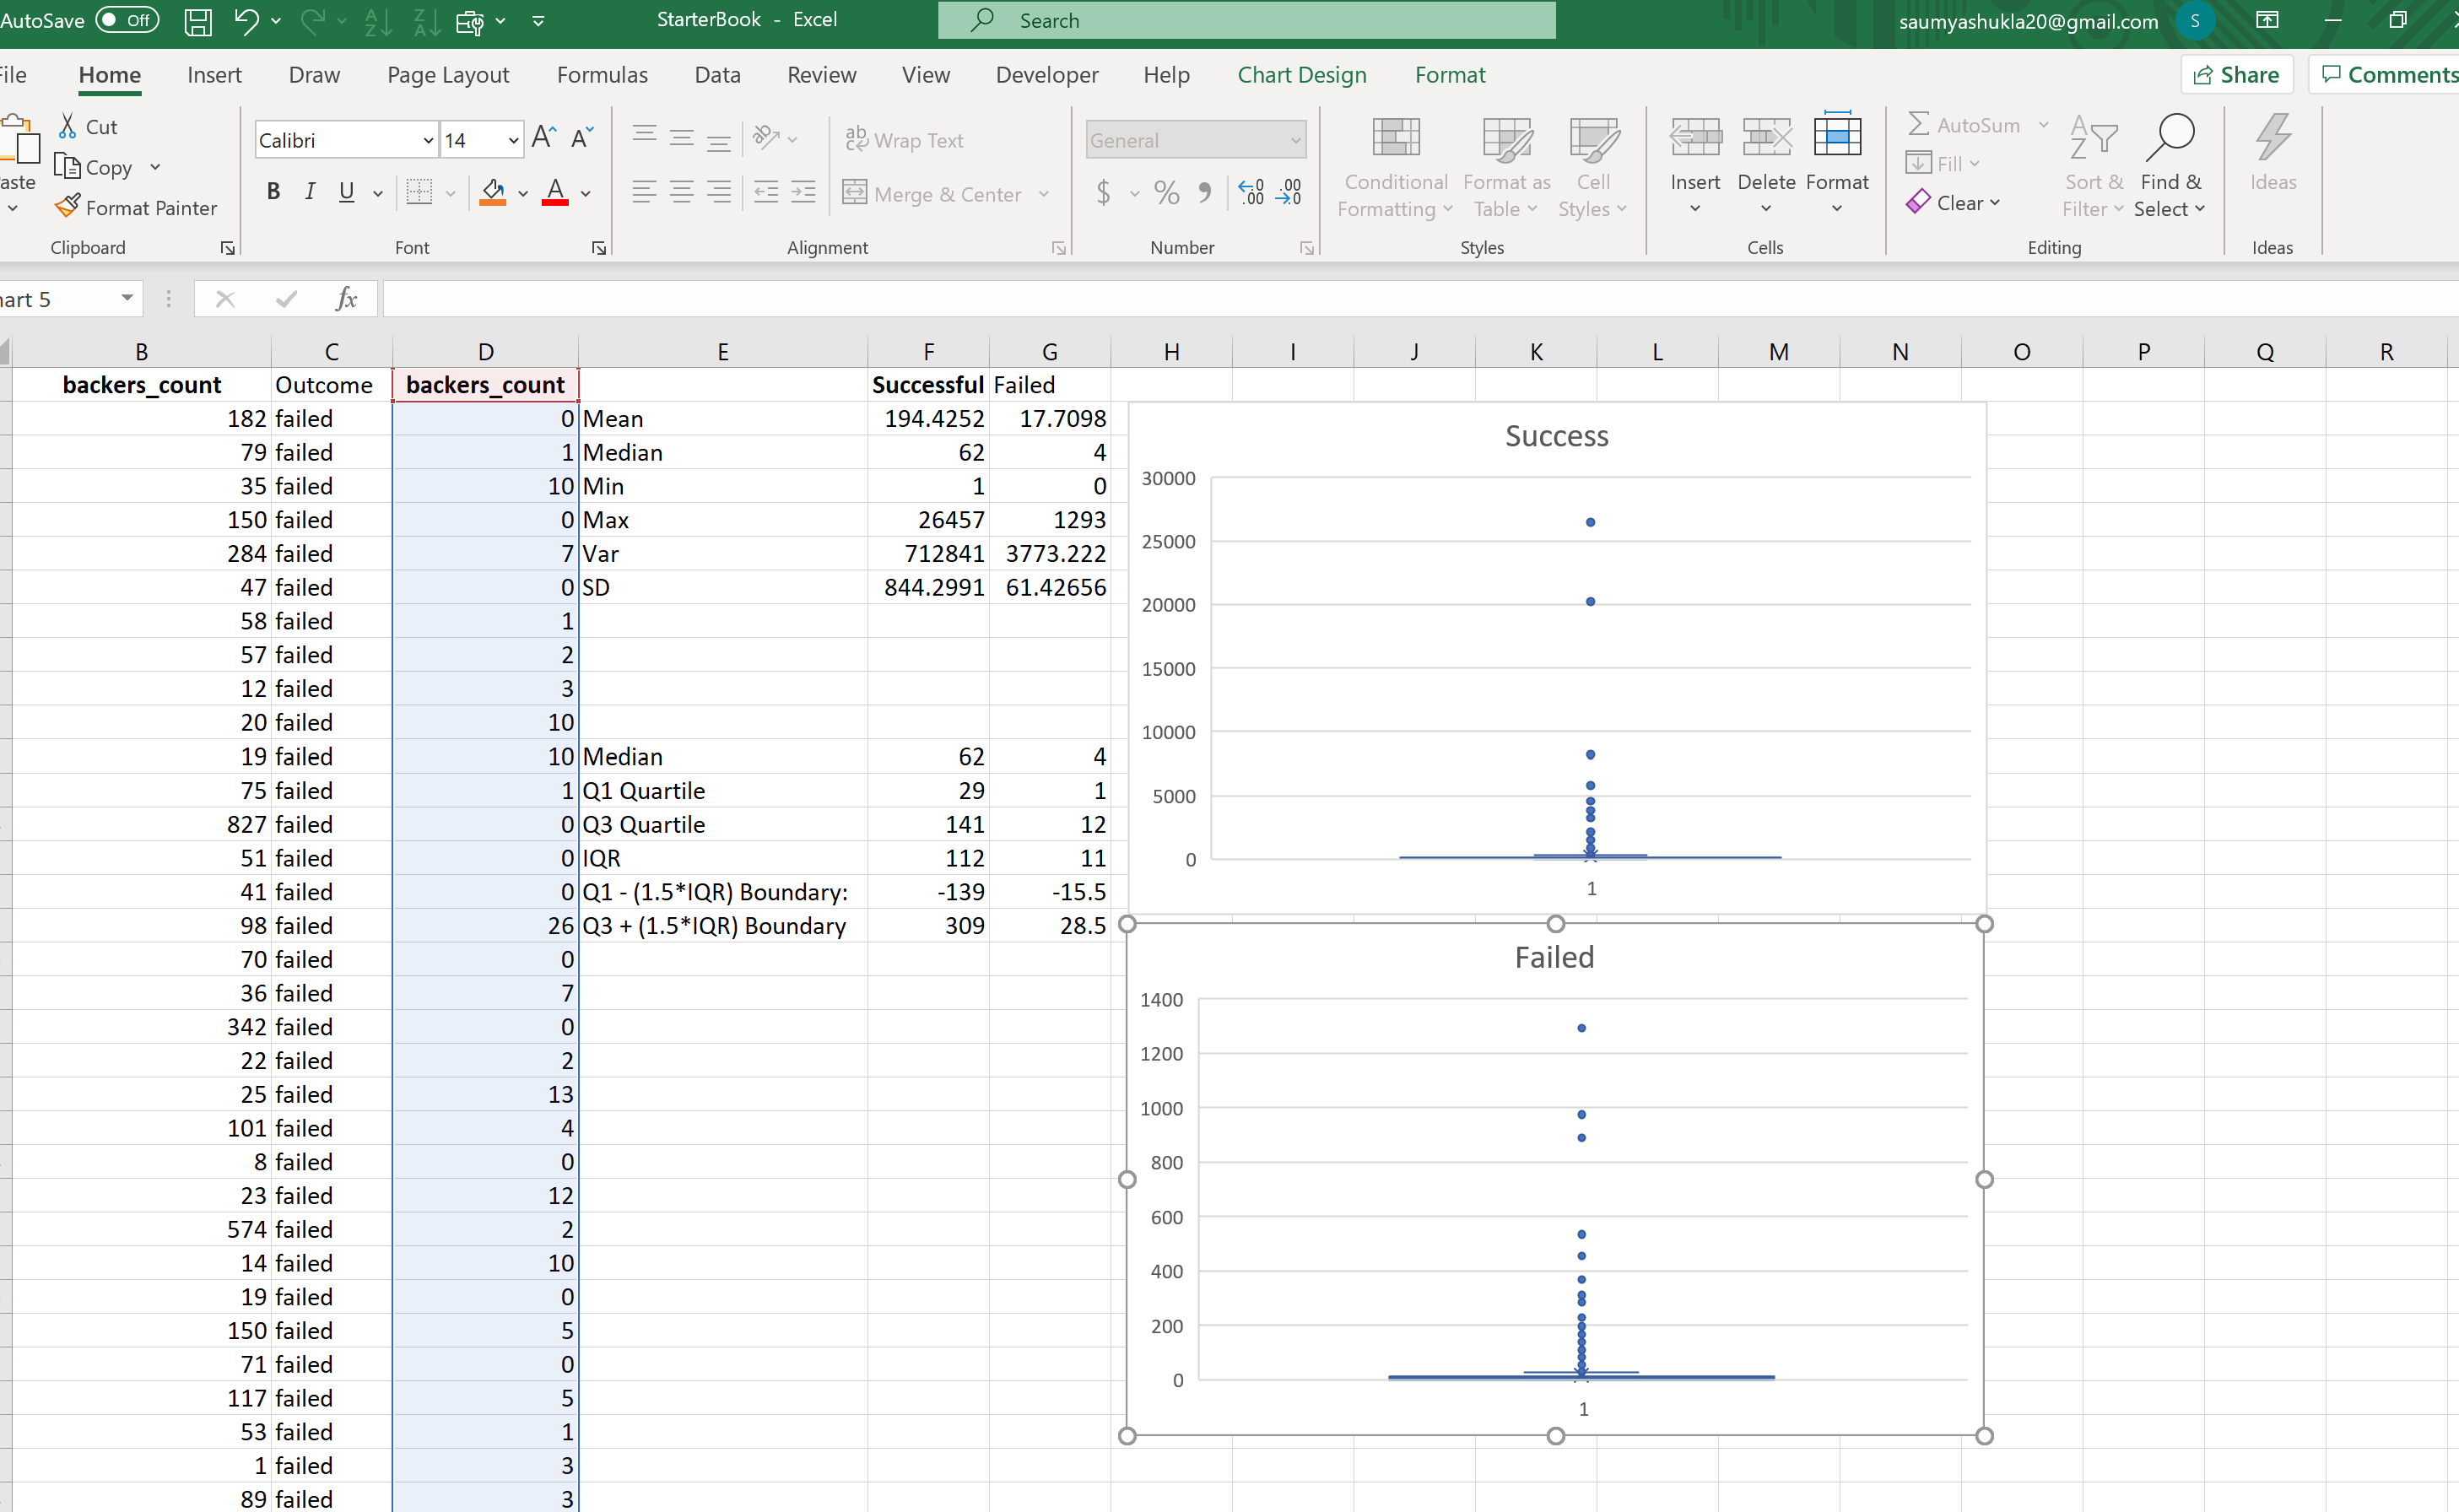 AutoSave Off StarterBook - Excel Search saumyashukla20@gmail.com S
File Home Insert Draw Page Layout Formulas Data Review View Developer Help Chart Design Format Share Comments
Cut
Copy
Format Painter
Paste
Clipboard
Calibri 14
B I U
Font
Wrap Text
Merge & Center
Alignment
General
$ % ,
Number
Conditional Formatting
Format as Table
Cell Styles
Styles
Insert Delete Format
Cells
AutoSum
Fill
Clear
Sort & Filter
Find & Select
Editing
Ideas
Ideas
hart 5 fx
B C D E F G H I J K L M N O P Q R
backers_count Outcome backers_count Successful Failed
182 failed 0 Mean 194.4252 17.7098
79 failed 1 Median 62 4
35 failed 10 Min 1 0
150 failed 0 Max 26457 1293
284 failed 7 Var 712841 3773.222
47 failed 0 SD 844.2991 61.42656
58 failed 1
57 failed 2
12 failed 3
20 failed 10
19 failed 10 Median 62 4
75 failed 1 Q1 Quartile 29 1
827 failed 0 Q3 Quartile 141 12
51 failed 0 IQR 112 11
41 failed 0 Q1 - (1.5*IQR) Boundary: -139 -15.5
98 failed 26 Q3 + (1.5*IQR) Boundary 309 28.5
70 failed 0
36 failed 7
342 failed 0
22 failed 2
25 failed 13
101 failed 4
8 failed 0
23 failed 12
574 failed 2
14 failed 10
19 failed 0
150 failed 5
71 failed 0
117 failed 5
53 failed 1
1 failed 3
89 failed 3
Success
30000
25000
20000
15000
10000
5000
0
1
Failed
1400
1200
1000
800
600
400
200
0
1